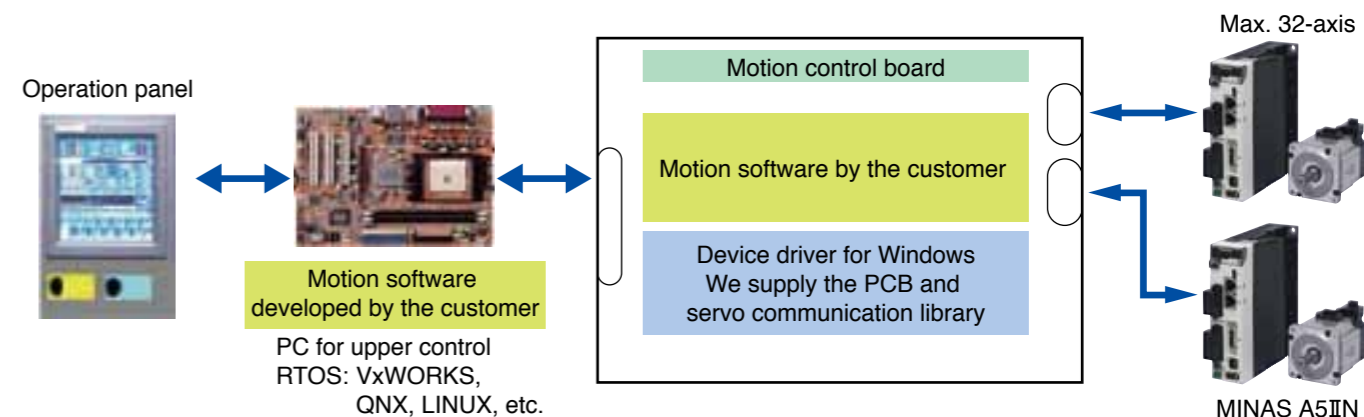 Operation panel
Motion software
developed by the customer
PC for upper control
RTOS: VxWORKS,
QNX, LINUX, etc.
Motion control board
Motion software by the customer
Device driver for Windows
We supply the PCB and
servo communication library
Max. 32-axis
MINAS A5ⅡN